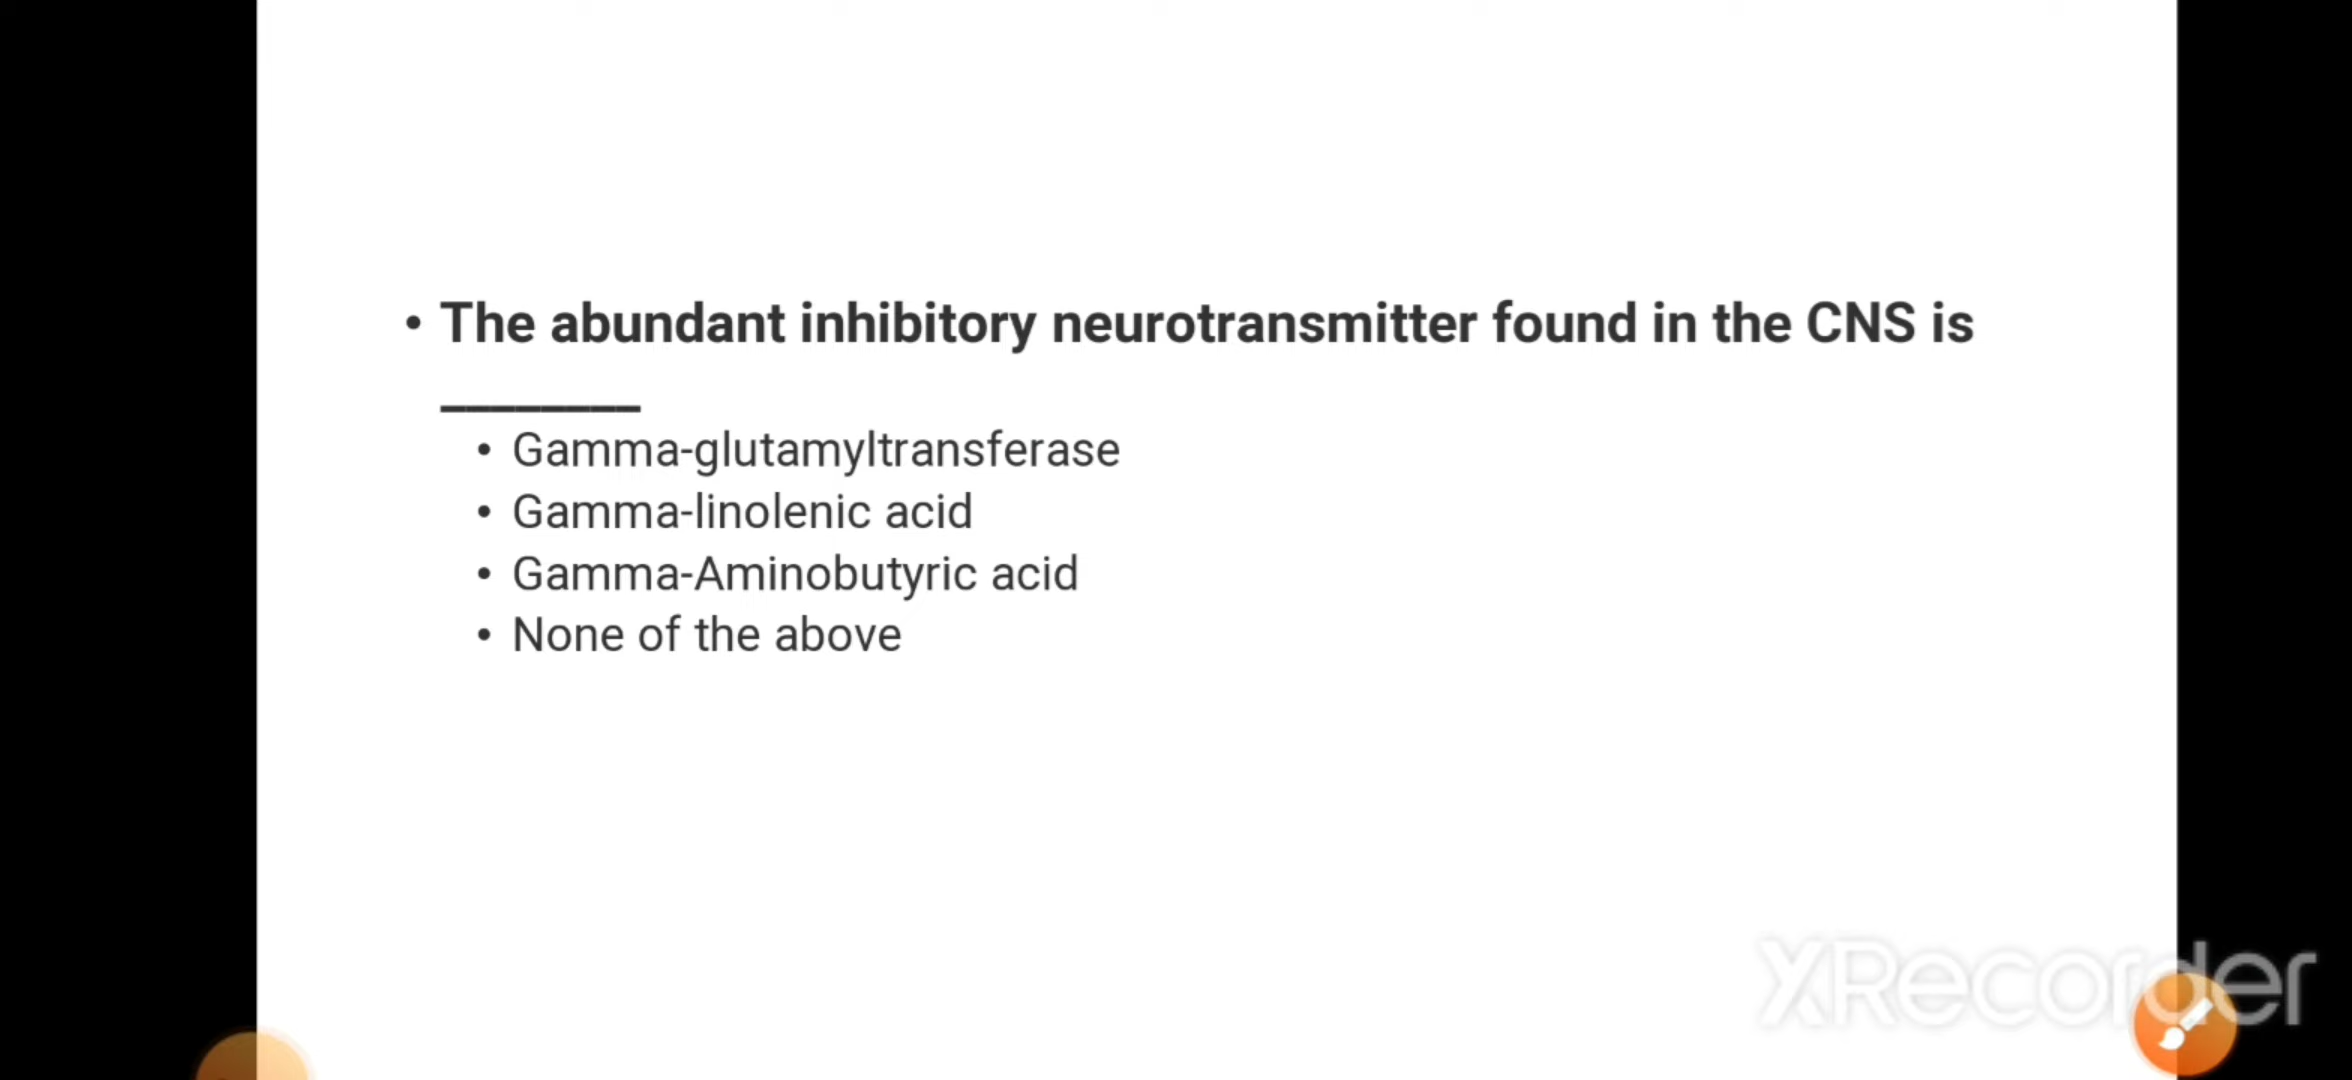 • The abundant inhibitory neurotransmitter found in the CNS is
________
• Gamma-glutamyltransferase
• Gamma-linolenic acid
• Gamma-Aminobutyric acid
• None of the above
XRecorder